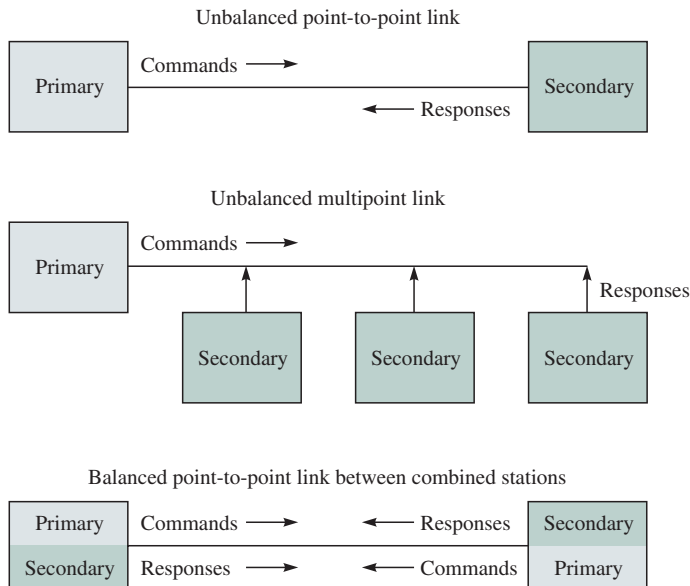 Unbalanced point-to-point link
Primary
Commands
Responses
Secondary
Unbalanced multipoint link
Primary
Commands
Responses
Secondary
Secondary
Secondary
Balanced point-to-point link between combined stations
Primary
Commands
Responses
Secondary
Secondary
Responses
Commands
Primary